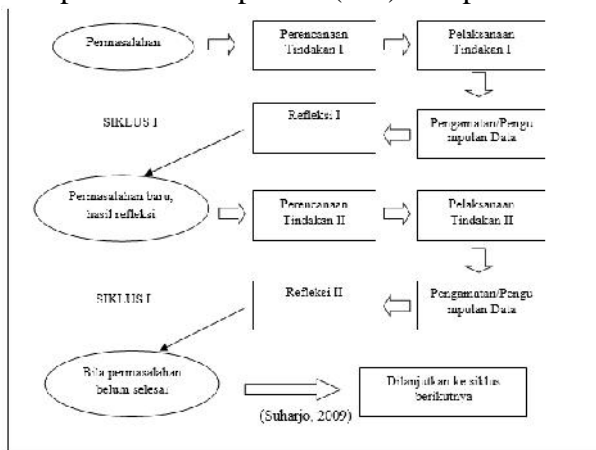 Permasalahan
Perencanaan
Tindakan I
Pelaksanaan
Tindakan I
SIKLUS I
Refleksi I
Pengamatan/Pengu
mpulan Data
Permasalahan baru,
hasil refleksi
Perencanaan
Tindakan II
Pelaksanaan
Tindakan II
SIKLUS I
Refleksi II
Pengamatan/Pengu
mpulan Data
Bila permasalahan
belum selesai
Dilanjutkan ke siklus
berikutnya
(Suharjo, 2009)